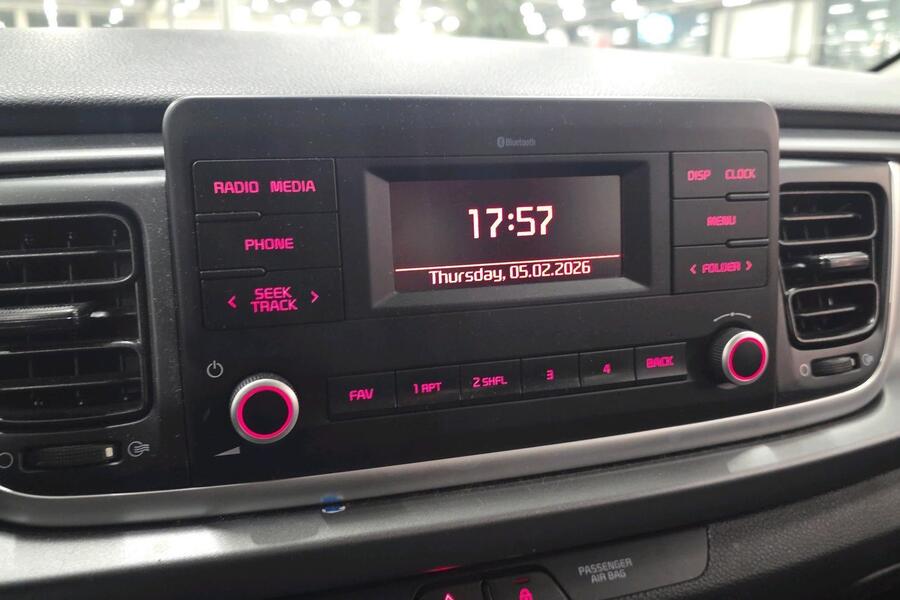 Bluetooth
RADIO MEDIA
PHONE
< SEEK >
TRACK
17:57
Thursday, 05.02.2026
DISP CLOCK
MENU
< FOLDER >
FAV
1 RPT
2 SHFL
3
4
BACK
PASSENGER
AIR BAG